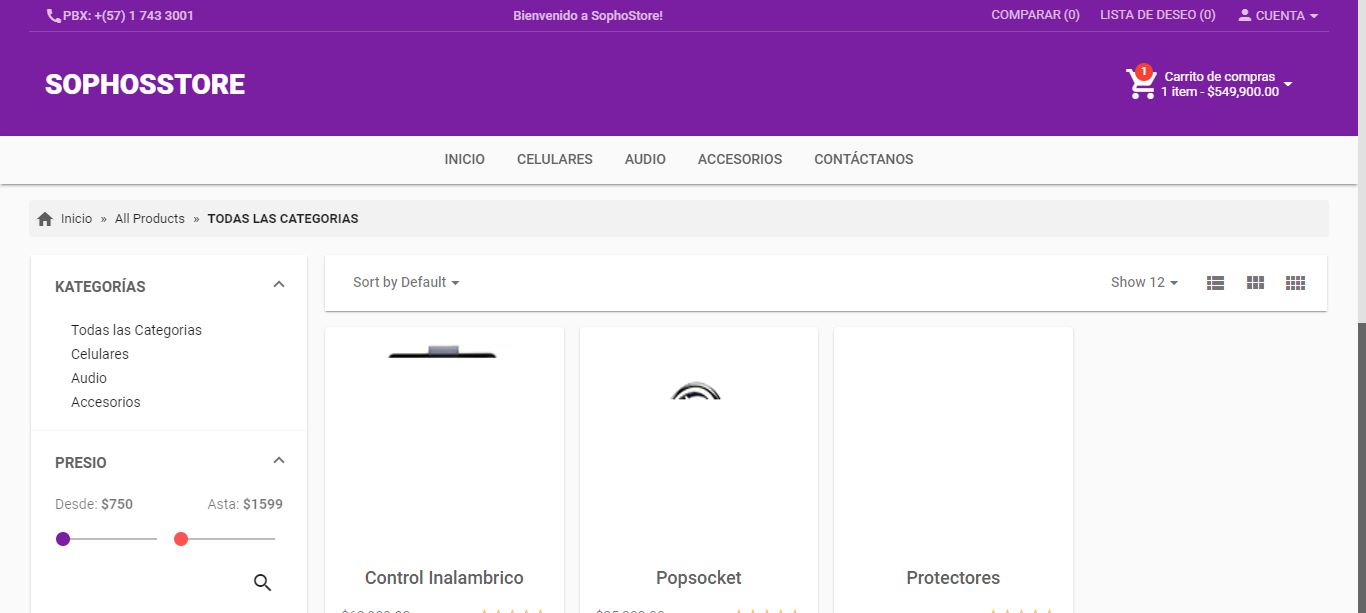 PBX: +(57) 1 743 3001
Bienvenido a SophoStore!
COMPARAR (0) LISTA DE DESEO (0) CUENTA
SOPHOSSTORE
1
Carrito de compras
1 item - $549,900.00
INICIO CELULARES AUDIO ACCESORIOS CONTÁCTANOS
Inicio » All Products » TODAS LAS CATEGORIAS
KATEGORÍAS
Todas las Categorias
Celulares
Audio
Accesorios
PRESIO
Desde: $750 Asta: $1599
Sort by Default
Show 12
Control Inalambrico
Popsocket
Protectores